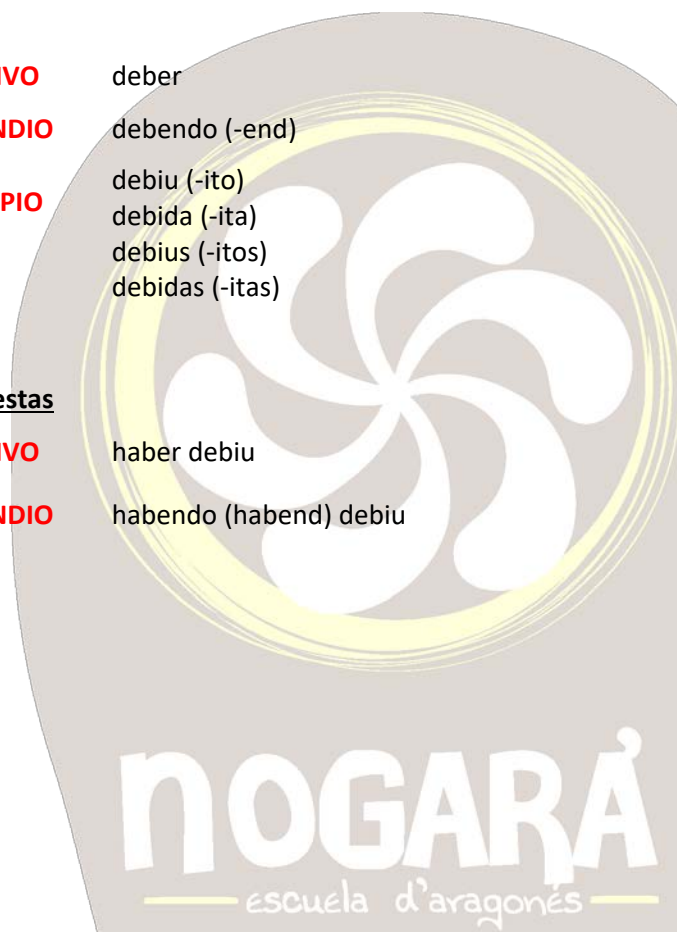 IVO deber
NDIO debendo (-end)
PIO
debiu (-ito)
debida (-ita)
debius (-itos)
debidas (-itas)
estas
IVO haber debiu
NDIO habendo (habend) debiu
NOGARÁ
escuela d'aragonés